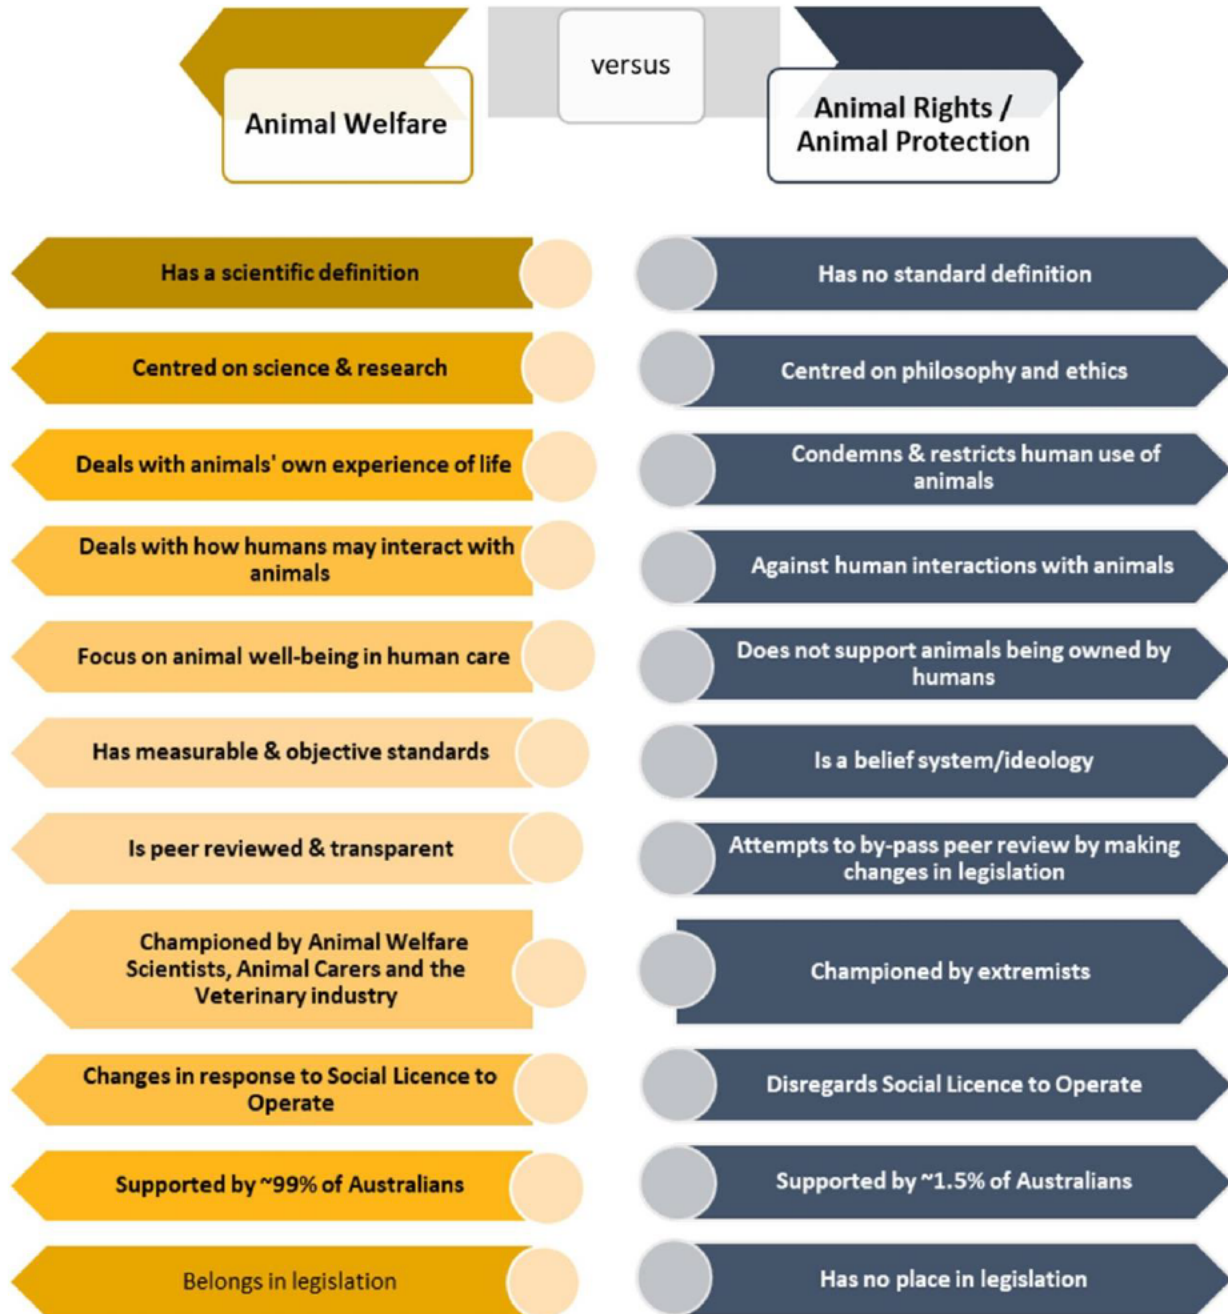 Animal Welfare
versus
Animal Rights /
Animal Protection
Has a scientific definition
Has no standard definition
Centred on science & research
Centred on philosophy and ethics
Deals with animals' own experience of life
Condemns & restricts human use of
animals
Deals with how humans may interact with
animals
Against human interactions with animals
Focus on animal well-being in human care
Does not support animals being owned by
humans
Has measurable & objective standards
Is a belief system/ideology
Is peer reviewed & transparent
Attempts to by-pass peer review by making
changes in legislation
Championed by Animal Welfare
Scientists, Animal Carers and the
Veterinary industry
Championed by extremists
Changes in response to Social Licence to
Operate
Disregards Social Licence to Operate
Supported by ~99% of Australians
Supported by ~1.5% of Australians
Belongs in legislation
Has no place in legislation